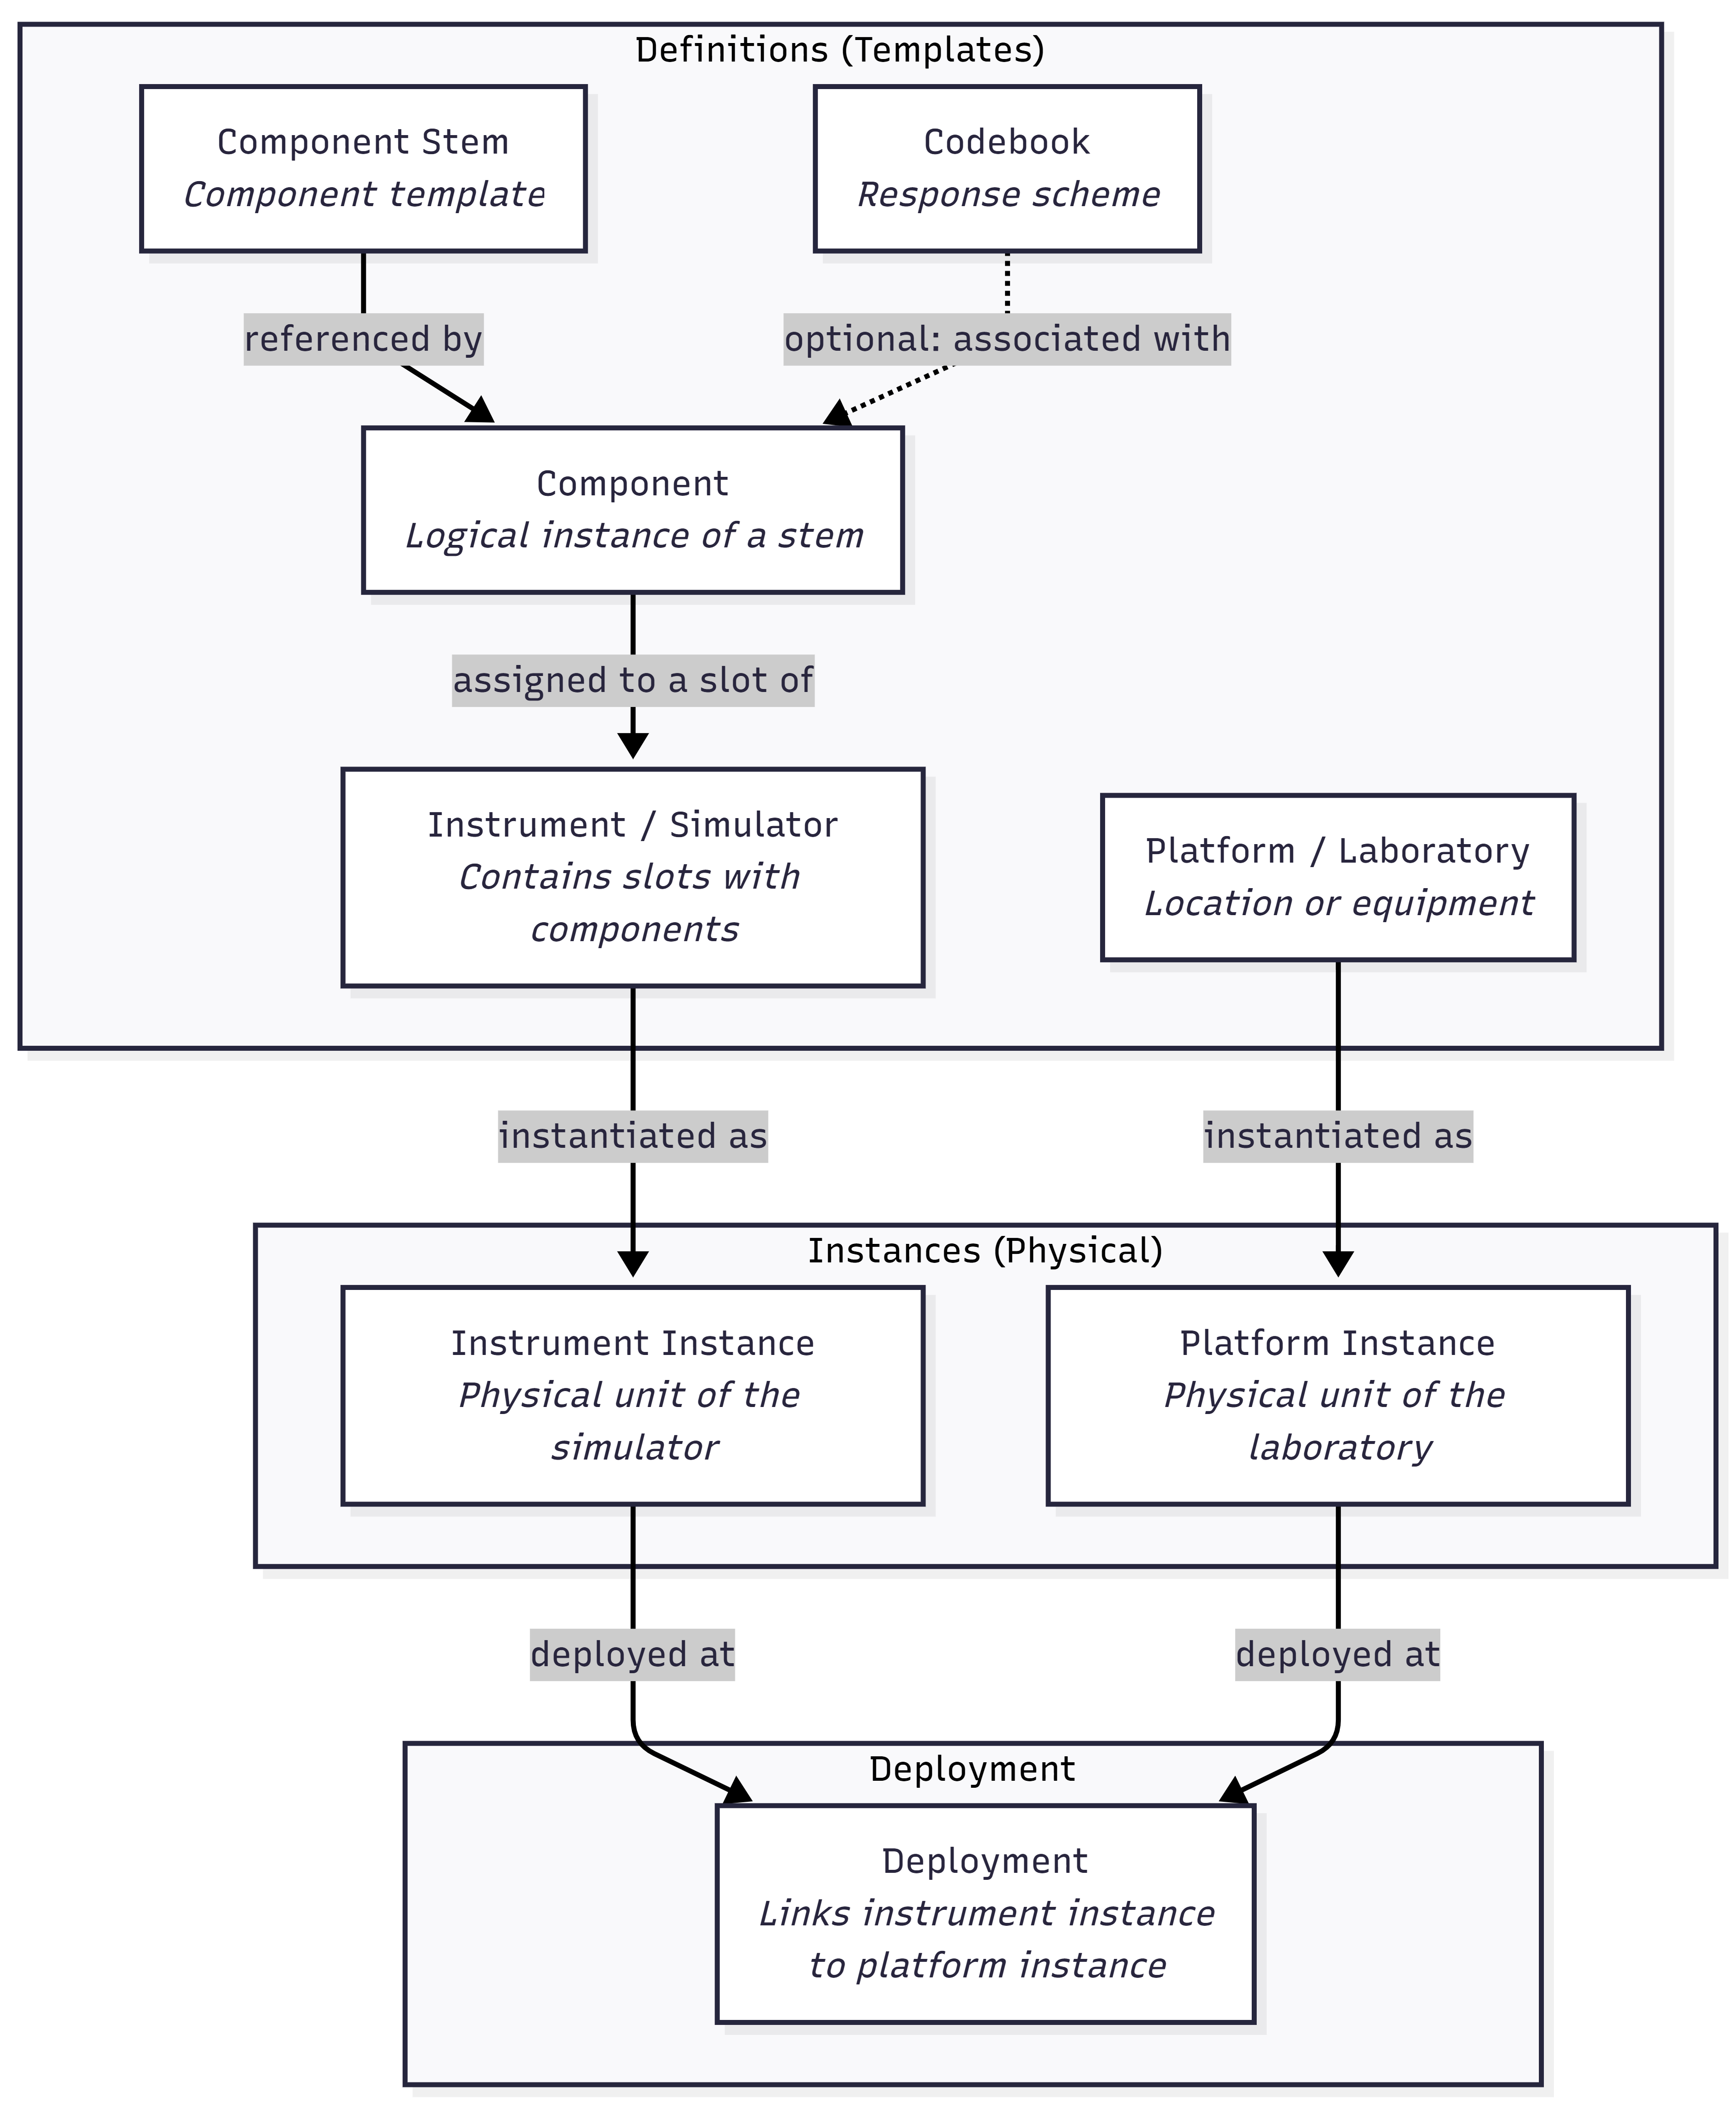 Definitions (Templates)
Component Stem
Component template
Codebook
Response scheme
referenced by
optional: associated with
Component
Logical instance of a stem
assigned to a slot of
Instrument / Simulator
Contains slots with
components
Platform / Laboratory
Location or equipment
instantiated as
instantiated as
Instances (Physical)
Instrument Instance
Physical unit of the
simulator
Platform Instance
Physical unit of the
laboratory
deployed at
deployed at
Deployment
Deployment
Links instrument instance
to platform instance